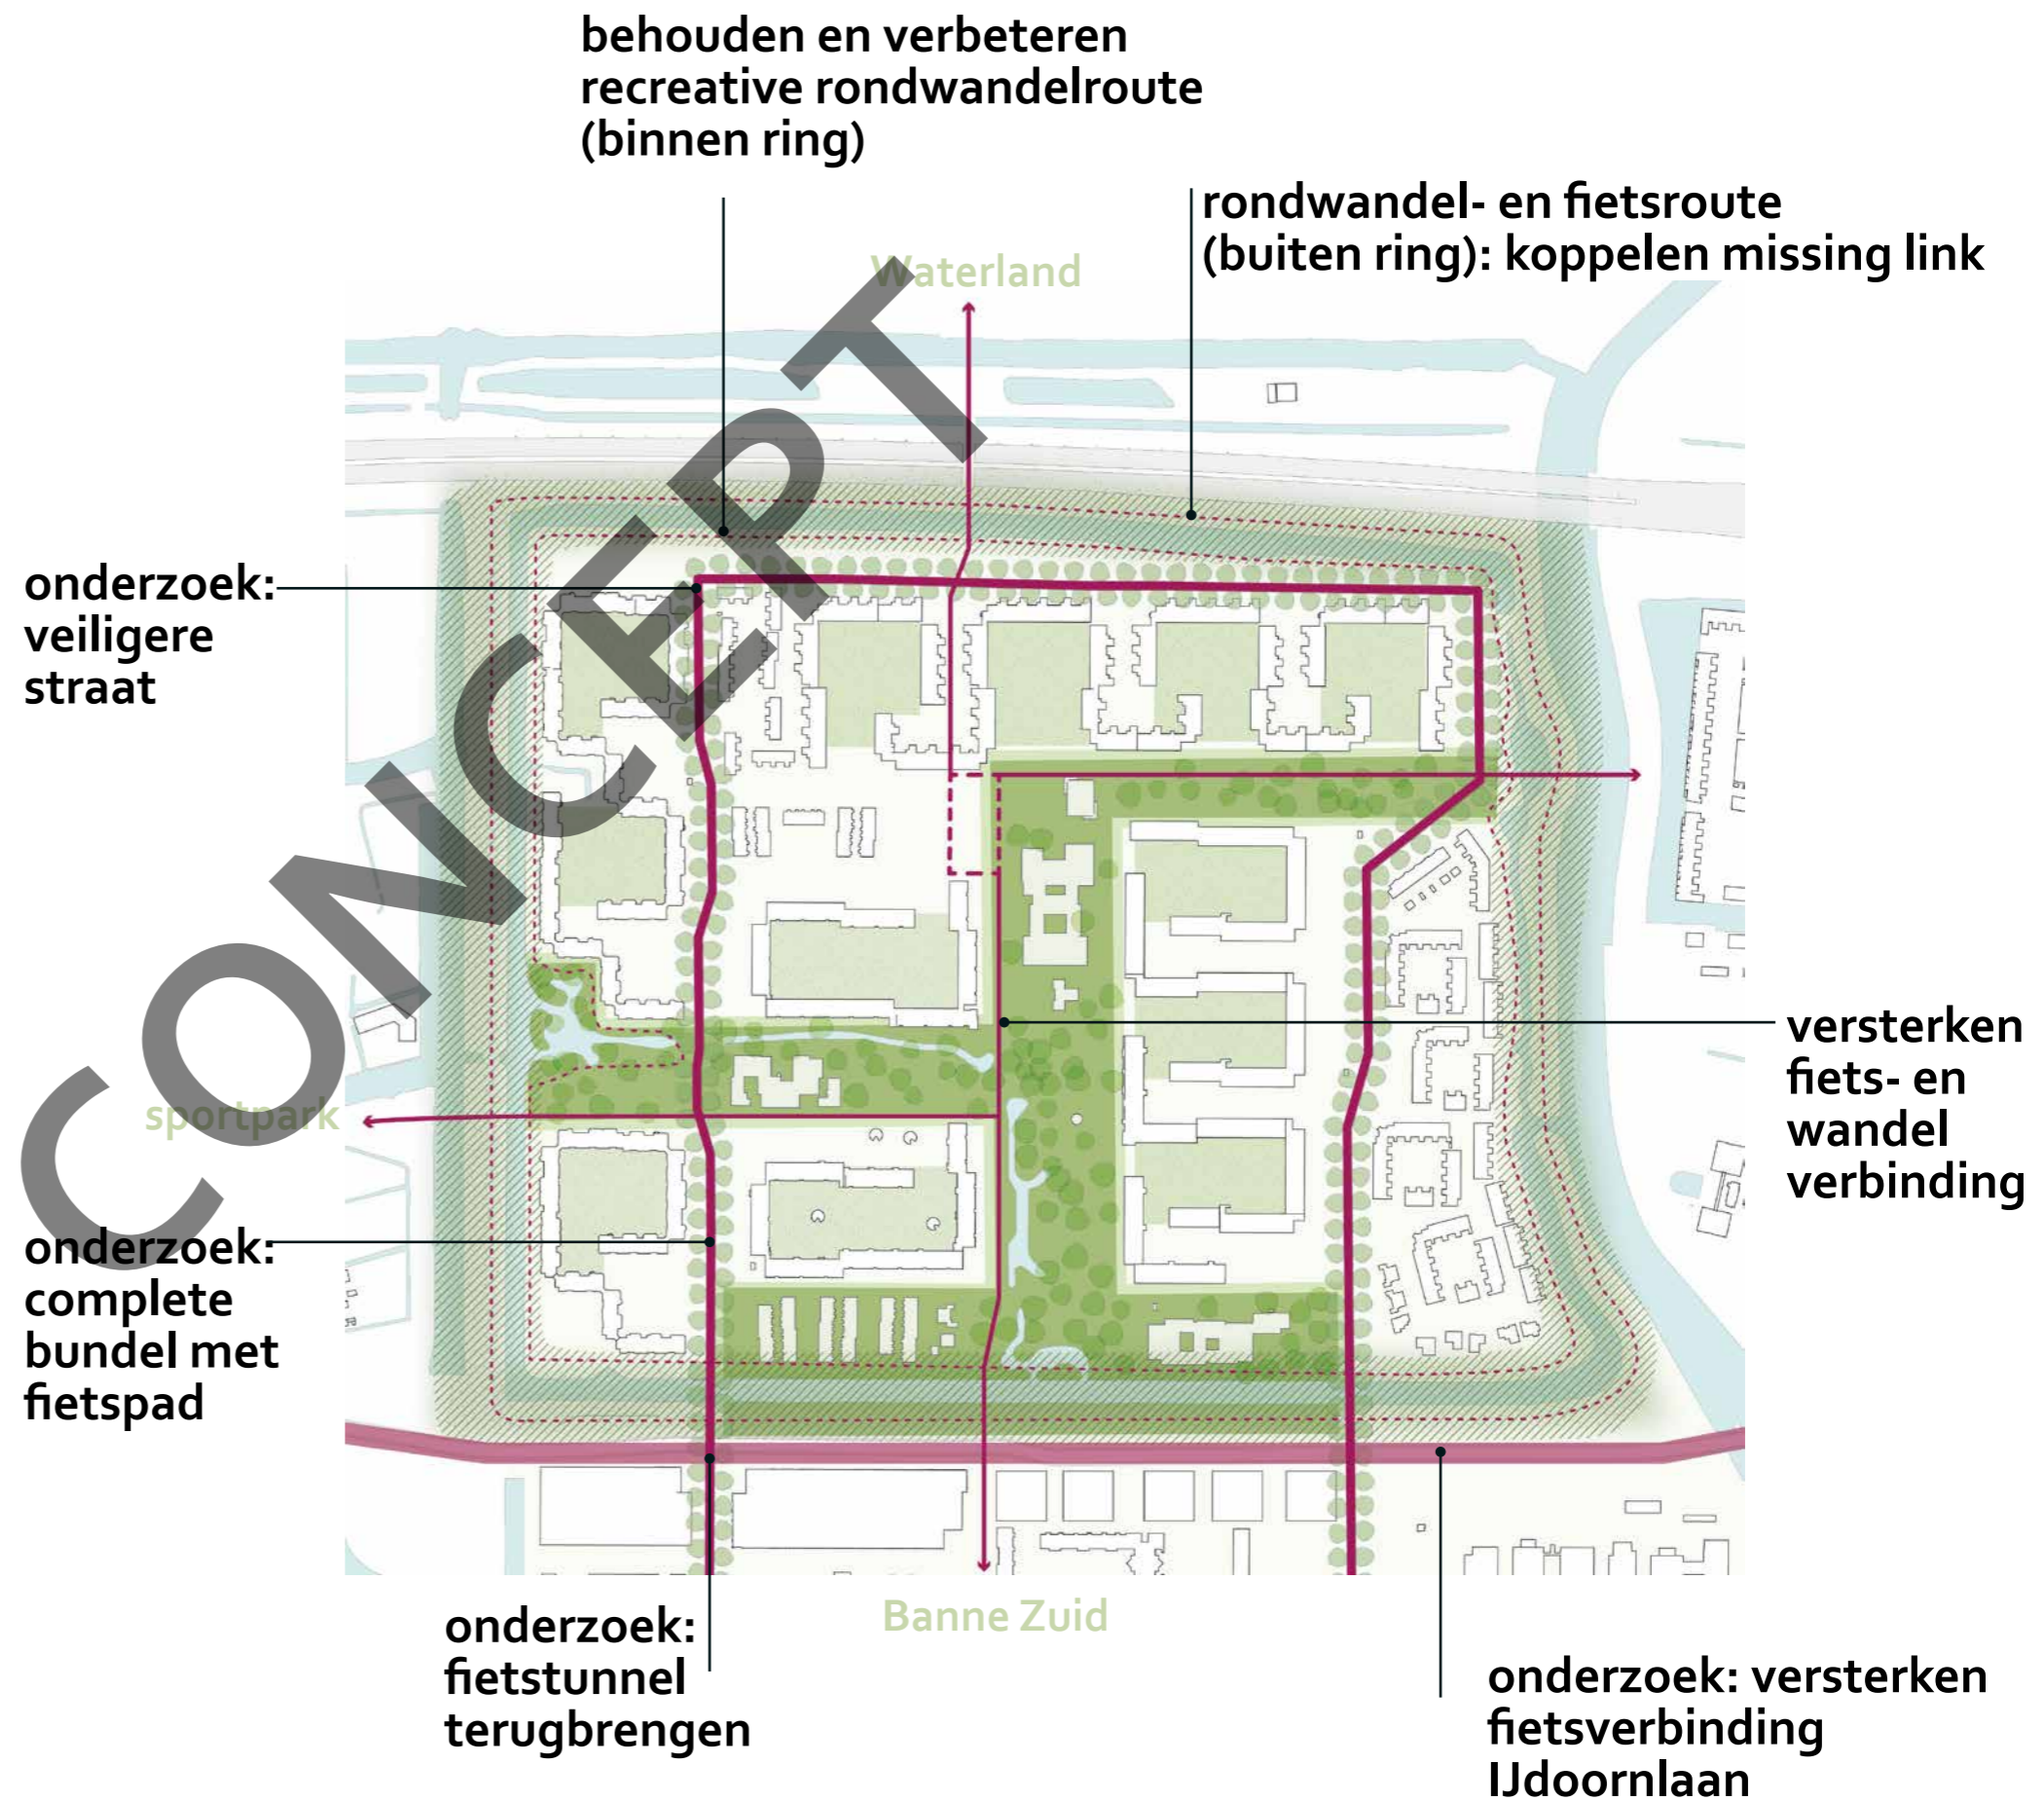 behouden en verbeteren
recreative rondwandelroute
(binnen ring)
rondwandel- en fietsroute
(buiten ring): koppelen missing link
Waterland
onderzoek:
veiligere
straat
CONCEPT
versterken
fiets- en
wandel
verbinding
sportpark
onderzoek:
complete
bundel met
fietspad
onderzoek:
fietstunnel
terugbrengen
Banne Zuid
onderzoek: versterken
fietsverbinding
IJdoornlaan